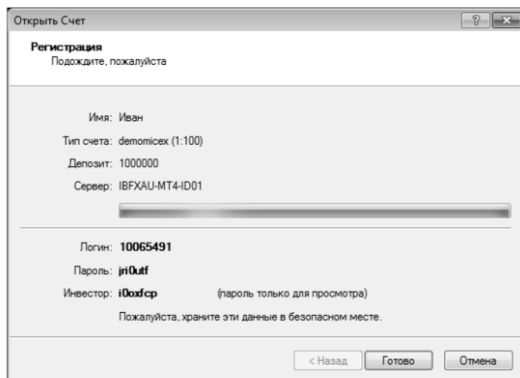 Открыть Счет
Регистрация
Подождите, пожалуйста
Имя: Иван
Тип счета: demomicex (1:100)
Депозит: 1000000
Сервер: IBFXAU-MT4-ID01
Логин: 10065491
Пароль: jri0utf
Инвестор: i0oxfcp (пароль только для просмотра)
Пожалуйста, храните эти данные в безопасном месте.
< Назад Готово Отмена